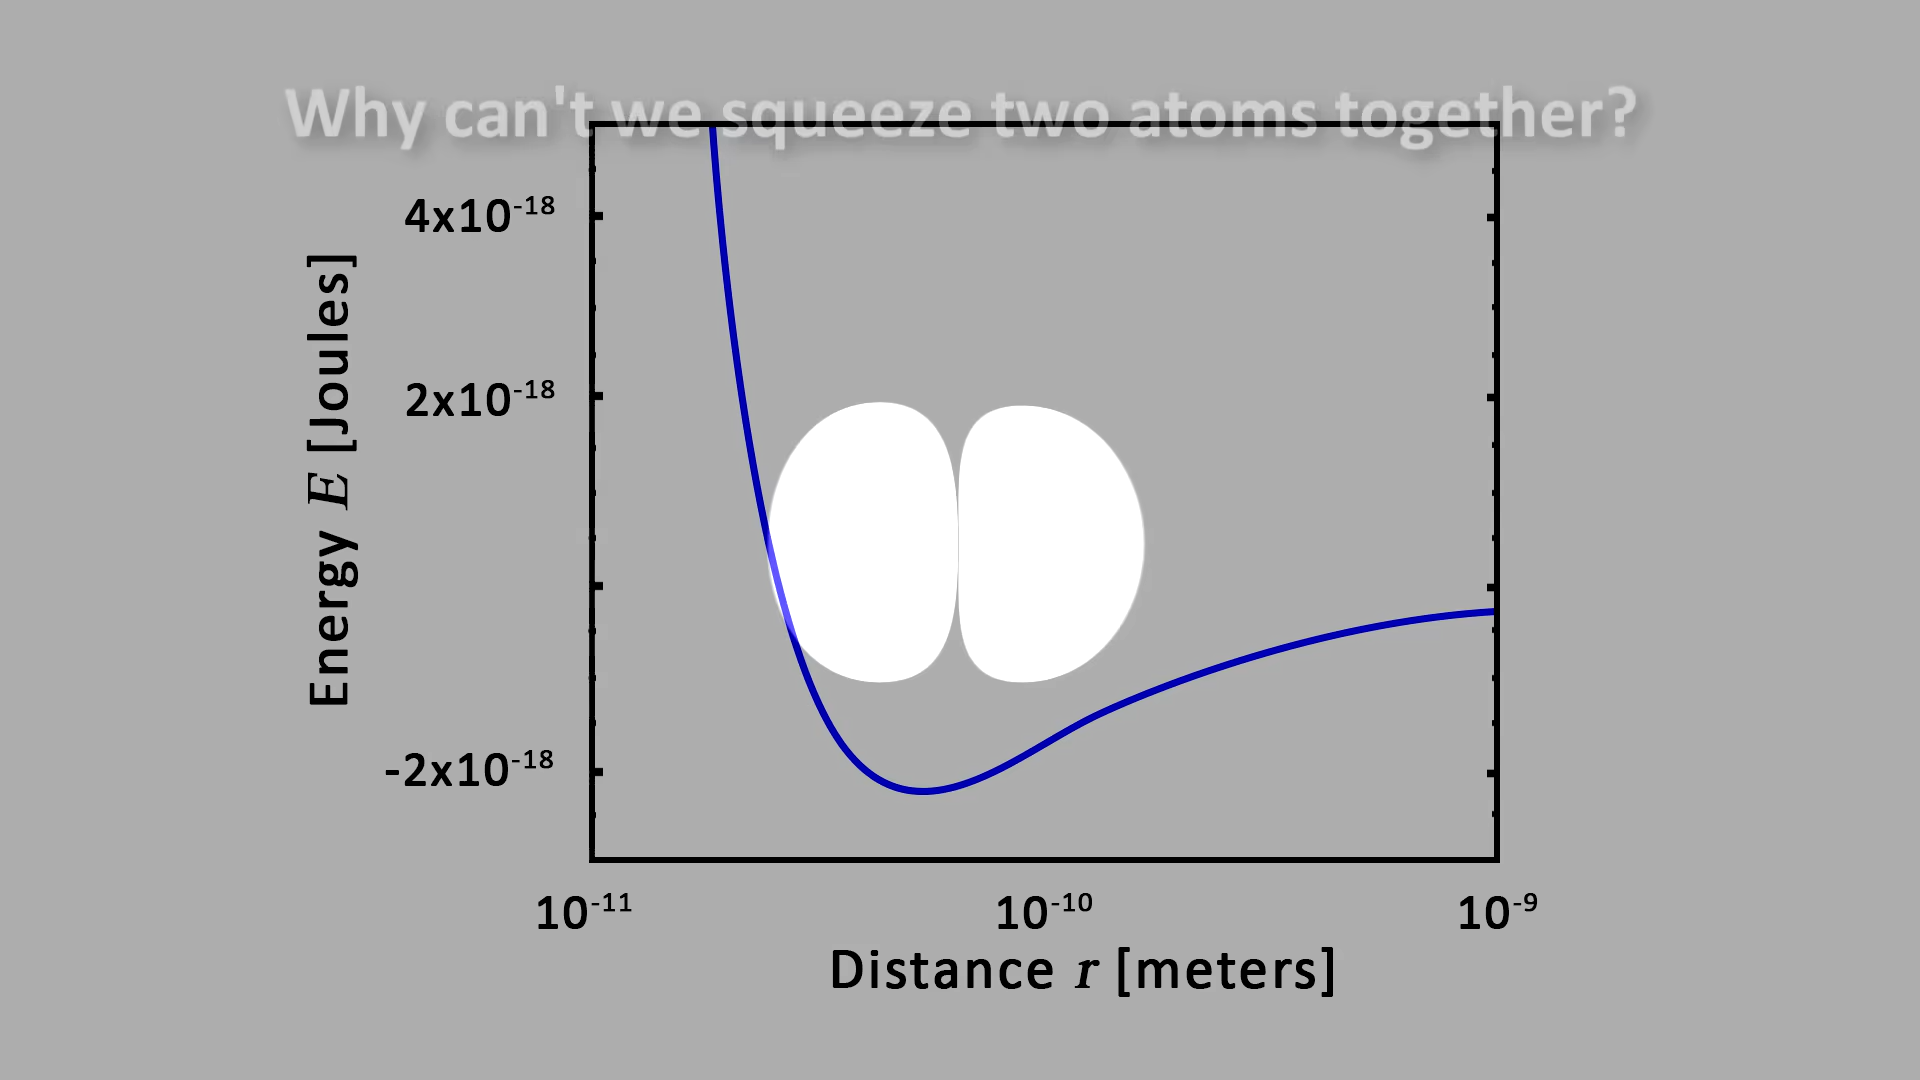 Why can't we squeeze two atoms together?
4x10⁻¹⁸
2x10⁻¹⁸
-2x10⁻¹⁸
Energy E [Joules]
10⁻¹¹ 10⁻¹⁰ 10⁻⁹
Distance r [meters]